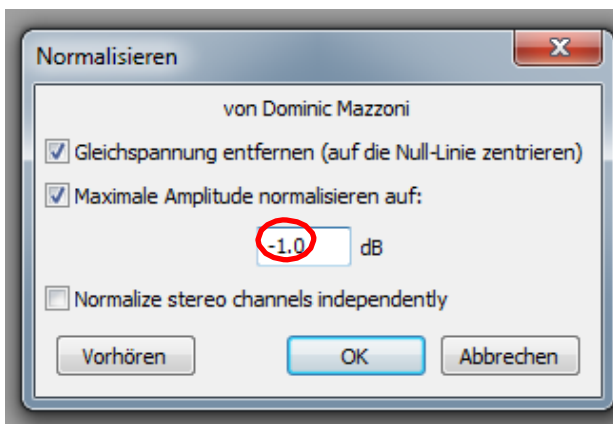 Normalisieren
von Dominic Mazzoni
Gleichspannung entfernen (auf die Null-Linie zentrieren)
Maximale Amplitude normalisieren auf:
-1.0 dB
Normalize stereo channels independently
Vorhören OK Abbrechen